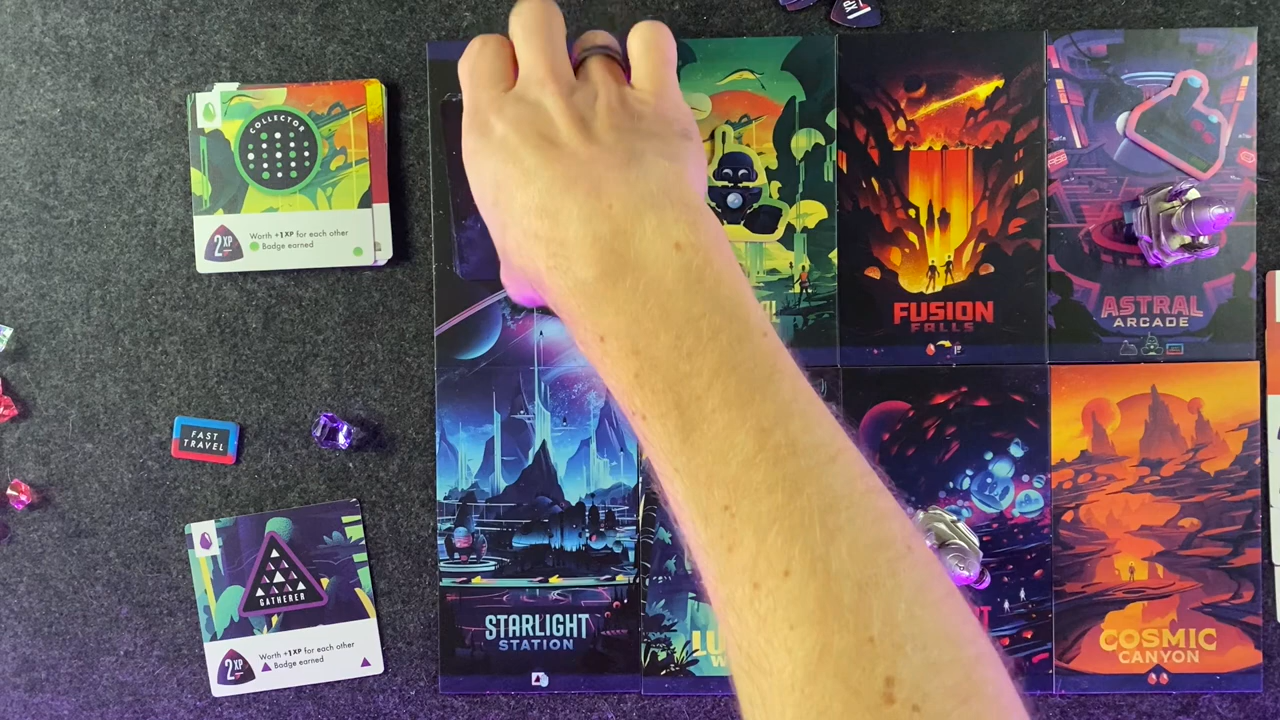 XP
COLLECTOR
2XP
Worth +1XP for each other
Badge earned
FUSION
FALLS
ASTRAL
ARCADE
FAST
TRAVEL
GATHERER
2XP
Worth +1XP for each other
Badge earned
STARLIGHT
STATION
COSMIC
CANYON